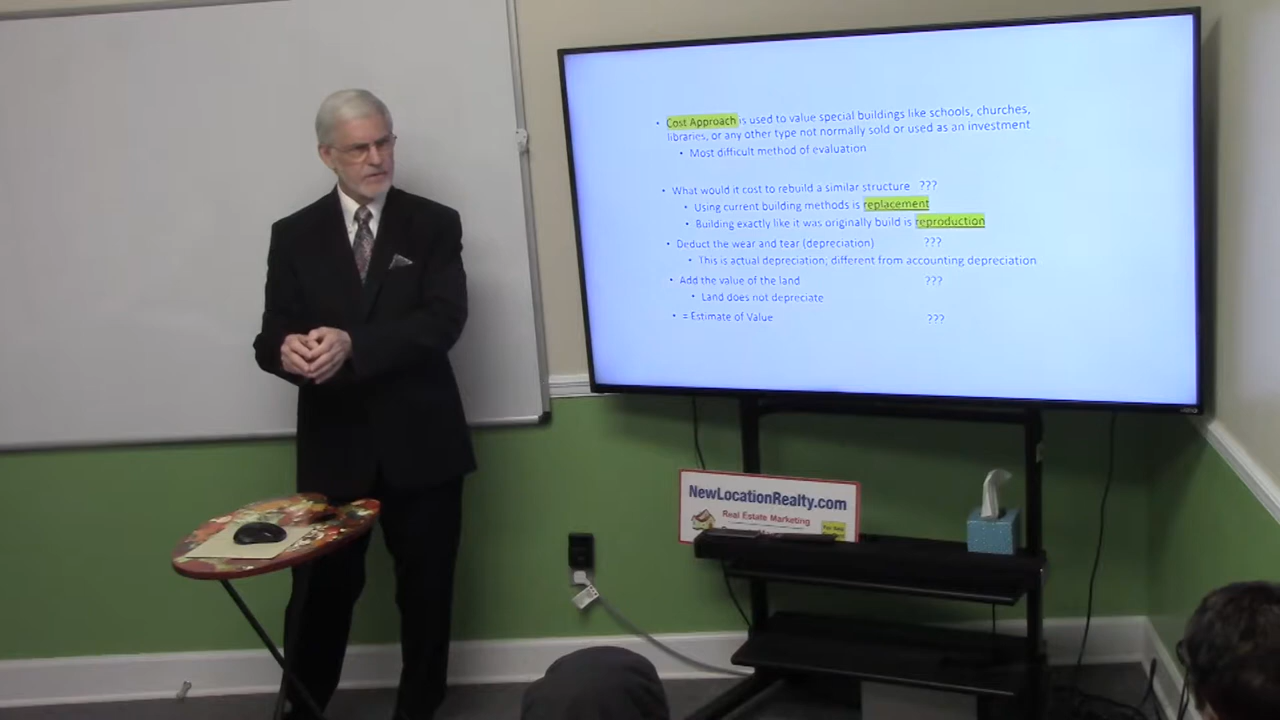 • Cost Approach is used to value special buildings like schools, churches,
libraries, or any other type not normally sold or used as an investment
• Most difficult method of evaluation
• What would it cost to rebuild a similar structure ???
• Using current building methods is replacement
• Building exactly like it was originally build is reproduction
• Deduct the wear and tear (depreciation) ???
• This is actual depreciation; different from accounting depreciation
• Add the value of the land ???
• Land does not depreciate
• = Estimate of Value ???
NewLocationRealty.com
Real Estate Marketing